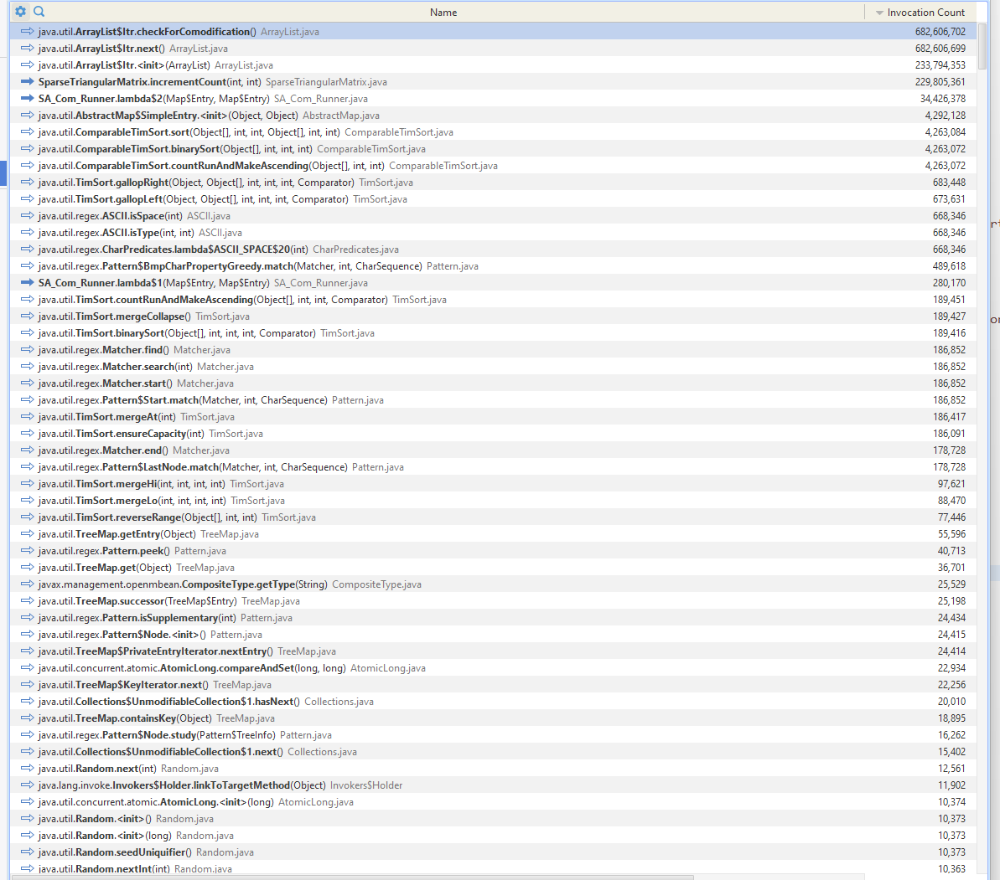 Name Invocation Count
java.util.ArrayList$Itr.checkForComodification() ArrayList.java 682,606,702
java.util.ArrayList$Itr.next() ArrayList.java 682,606,699
java.util.ArrayList$Itr.<init>(ArrayList) ArrayList.java 233,794,353
SparseTriangularMatrix.incrementCount(int, int) SparseTriangularMatrix.java 229,805,361
SA_Com_Runner.lambda$2(Map$Entry, Map$Entry) SA_Com_Runner.java 34,426,378
java.util.AbstractMap$SimpleEntry.<init>(Object, Object) AbstractMap.java 4,292,128
java.util.ComparableTimSort.sort(Object[], int, int, Object[], int, int) ComparableTimSort.java 4,263,084
java.util.ComparableTimSort.binarySort(Object[], int, int, int) ComparableTimSort.java 4,263,072
java.util.ComparableTimSort.countRunAndMakeAscending(Object[], int, int) ComparableTimSort.java 4,263,072
java.util.TimSort.gallopRight(Object, Object[], int, int, int, Comparator) TimSort.java 683,448
java.util.TimSort.gallopLeft(Object, Object[], int, int, int, Comparator) TimSort.java 673,631
java.util.regex.ASCII.isSpace(int) ASCII.java 668,346
java.util.regex.ASCII.isType(int, int) ASCII.java 668,346
java.util.regex.CharPredicates.lambda$ASCII_SPACE$20(int) CharPredicates.java 668,346
java.util.regex.Pattern$BmpCharPropertyGreedy.match(Matcher, int, CharSequence) Pattern.java 489,618
SA_Com_Runner.lambda$1(Map$Entry, Map$Entry) SA_Com_Runner.java 280,170
java.util.TimSort.countRunAndMakeAscending(Object[], int, int, Comparator) TimSort.java 189,451
java.util.TimSort.mergeCollapse() TimSort.java 189,427
java.util.TimSort.binarySort(Object[], int, int, int, Comparator) TimSort.java 189,416
java.util.regex.Matcher.find() Matcher.java 186,852
java.util.regex.Matcher.search(int) Matcher.java 186,852
java.util.regex.Matcher.start() Matcher.java 186,852
java.util.regex.Pattern$Start.match(Matcher, int, CharSequence) Pattern.java 186,852
java.util.TimSort.mergeAt(int) TimSort.java 186,417
java.util.TimSort.ensureCapacity(int) TimSort.java 186,091
java.util.regex.Matcher.end() Matcher.java 178,728
java.util.regex.Pattern$LastNode.match(Matcher, int, CharSequence) Pattern.java 178,728
java.util.TimSort.mergeHi(int, int, int, int) TimSort.java 97,621
java.util.TimSort.mergeLo(int, int, int, int) TimSort.java 88,470
java.util.TimSort.reverseRange(Object[], int, int) TimSort.java 77,446
java.util.TreeMap.getEntry(Object) TreeMap.java 55,596
java.util.regex.Pattern.peek() Pattern.java 40,713
java.util.TreeMap.get(Object) TreeMap.java 36,701
javax.management.openmbean.CompositeType.getType(String) CompositeType.java 25,529
java.util.TreeMap.successor(TreeMap$Entry) TreeMap.java 25,198
java.util.regex.Pattern.isSupplementary(int) Pattern.java 24,434
java.util.regex.Pattern$Node.<init>() Pattern.java 24,415
java.util.TreeMap$PrivateEntryIterator.nextEntry() TreeMap.java 24,414
java.util.concurrent.atomic.AtomicLong.compareAndSet(long, long) AtomicLong.java 22,934
java.util.TreeMap$KeyIterator.next() TreeMap.java 22,256
java.util.Collections$UnmodifiableCollection$1.hasNext() Collections.java 20,010
java.util.TreeMap.containsKey(Object) TreeMap.java 18,895
java.util.regex.Pattern$Node.study(Pattern$TreeInfo) Pattern.java 16,262
java.util.Collections$UnmodifiableCollection$1.next() Collections.java 15,402
java.util.Random.next(int) Random.java 12,561
java.lang.invoke.Invokers$Holder.linkToTargetMethod(Object) Invokers$Holder 11,902
java.util.concurrent.atomic.AtomicLong.<init>(long) AtomicLong.java 10,374
java.util.Random.<init>() Random.java 10,373
java.util.Random.<init>(long) Random.java 10,373
java.util.Random.seedUniquifier() Random.java 10,373
java.util.Random.nextInt(int) Random.java 10,363